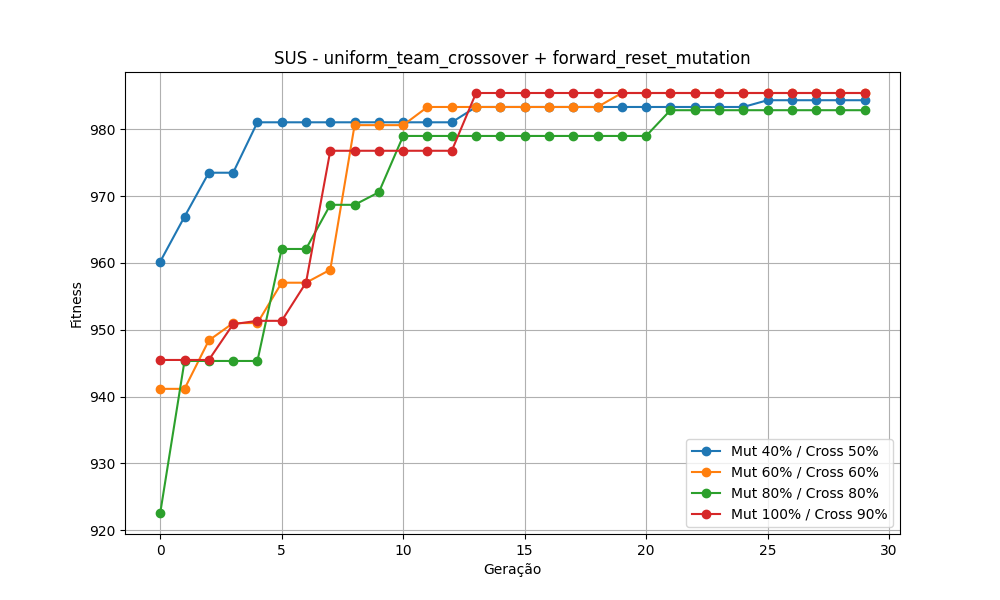 SUS - uniform_team_crossover + forward_reset_mutation
Fitness
980
970
960
950
940
930
920
0 5 10 15 20 25 30
Geração
Mut 40% / Cross 50%
Mut 60% / Cross 60%
Mut 80% / Cross 80%
Mut 100% / Cross 90%